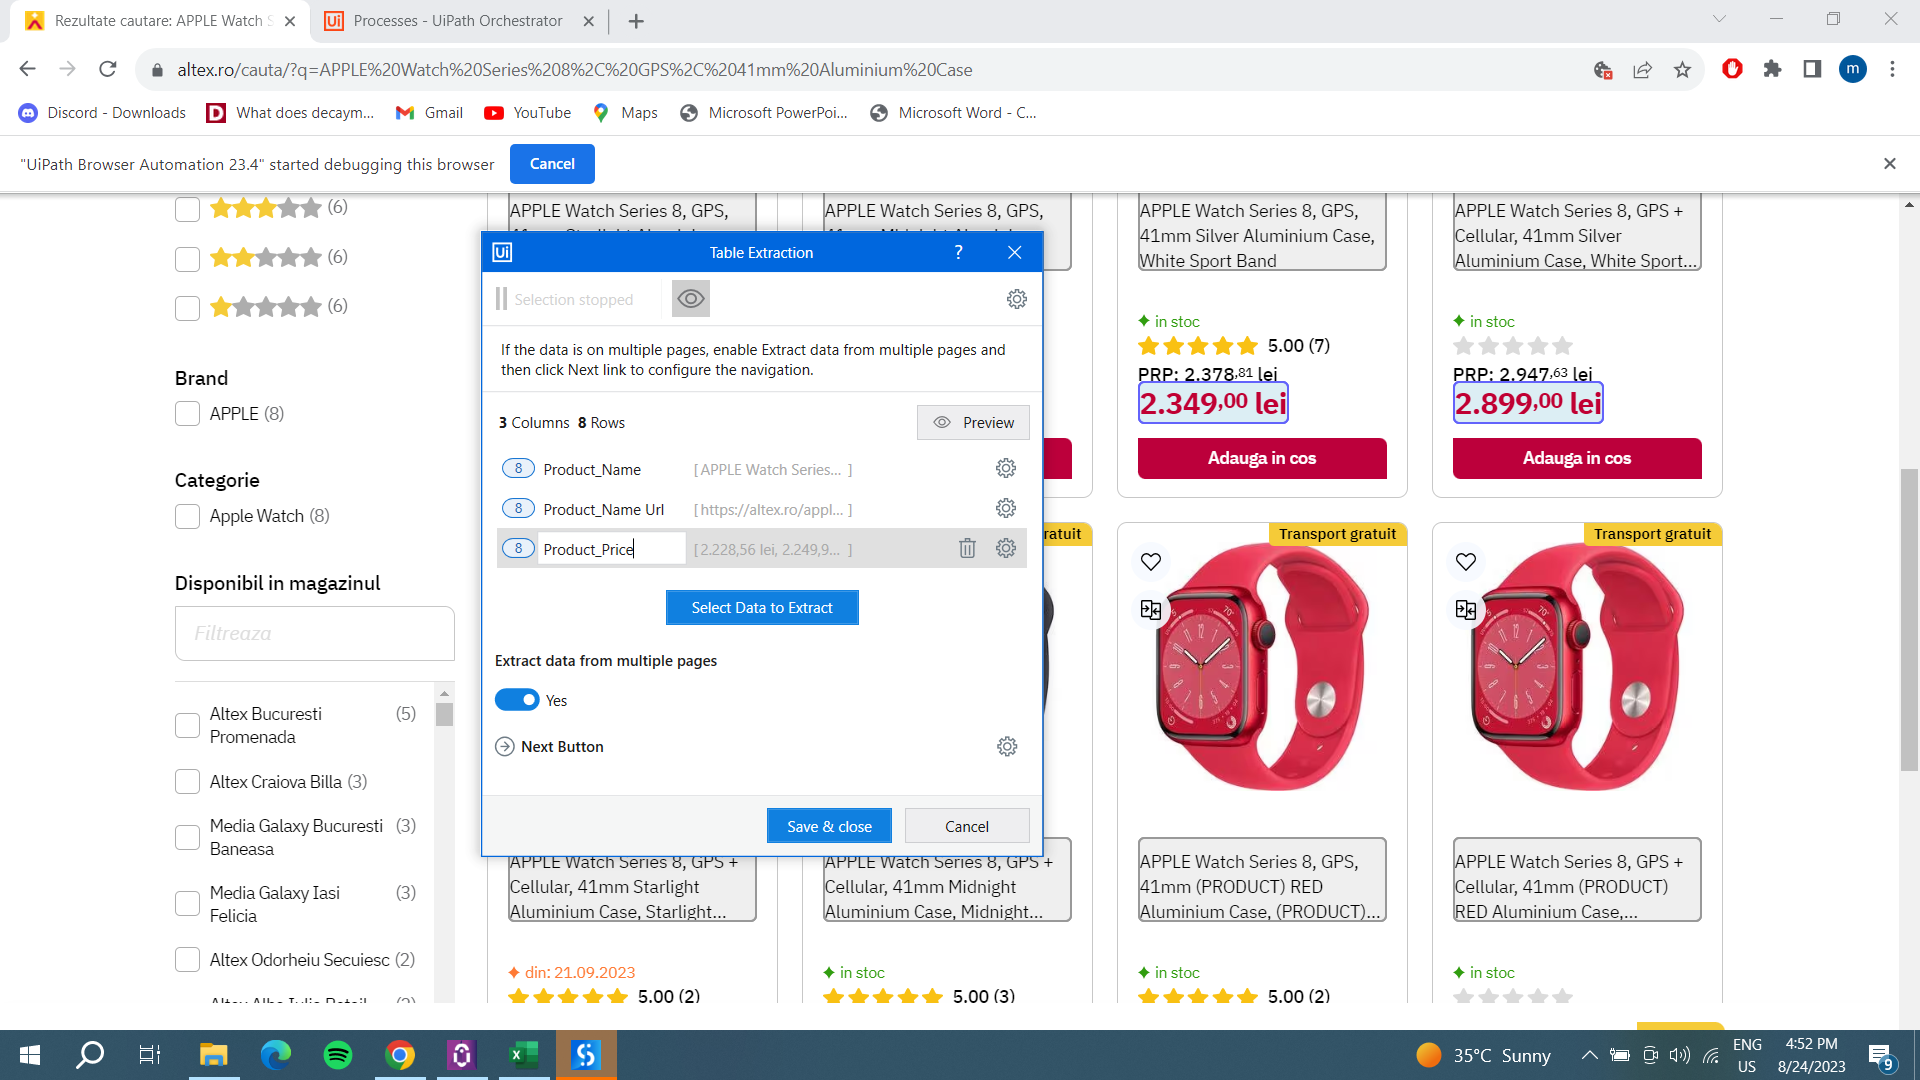 Rezultate cautare: APPLE Watch S
Processes - UiPath Orchestrator
altex.ro/cauta/?q=APPLE%20Watch%20Series%208%2C%20GPS%2C%2041mm%20Aluminium%20Case
m
Discord - Downloads
What does decaym...
Gmail
YouTube
Maps
Microsoft PowerPoi...
Microsoft Word - C...
"UiPath Browser Automation 23.4" started debugging this browser
Cancel
(6)
(6)
(6)
Brand
APPLE (8)
Categorie
Apple Watch (8)
Disponibil in magazinul
Filtreaza
Altex Bucuresti Promenada (5)
Altex Craiova Billa (3)
Media Galaxy Bucuresti Baneasa (3)
Media Galaxy Iasi Felicia (3)
Altex Odorheiu Secuiesc (2)
APPLE Watch Series 8, GPS,
APPLE Watch Series 8, GPS,
APPLE Watch Series 8, GPS,
41mm Silver Aluminium Case,
White Sport Band
APPLE Watch Series 8, GPS +
Cellular, 41mm Silver
Aluminium Case, White Sport...
in stoc
5.00 (7)
PRP: 2.378,81 lei
2.349,00 lei
Adauga in cos
in stoc
PRP: 2.947,63 lei
2.899,00 lei
Adauga in cos
Ui
Table Extraction
?
Selection stopped
If the data is on multiple pages, enable Extract data from multiple pages and
then click Next link to configure the navigation.
3 Columns 8 Rows
Preview
8 Product_Name [ APPLE Watch Series... ]
8 Product_Name Url [ https://altex.ro/appl... ]
8 Product_Price [ 2.228,56 lei, 2.249,9... ]
Select Data to Extract
Extract data from multiple pages
Yes
Next Button
Save & close
Cancel
ratuit
Transport gratuit
Transport gratuit
APPLE Watch Series 8, GPS +
Cellular, 41mm Starlight
Aluminium Case, Starlight...
APPLE Watch Series 8, GPS +
Cellular, 41mm Midnight
Aluminium Case, Midnight...
APPLE Watch Series 8, GPS,
41mm (PRODUCT) RED
Aluminium Case, (PRODUCT)...
APPLE Watch Series 8, GPS +
Cellular, 41mm (PRODUCT)
RED Aluminium Case,...
din: 21.09.2023
5.00 (2)
in stoc
5.00 (3)
in stoc
5.00 (2)
in stoc
35°C Sunny
ENG
US
4:52 PM
8/24/2023
9